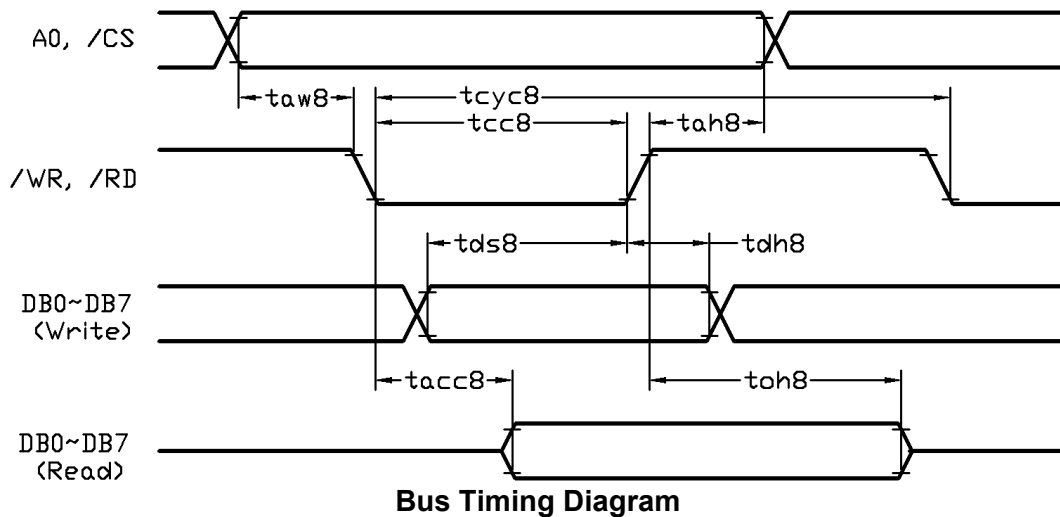 A0, /CS
taw8
tcyc8
tcc8
tah8
/WR, /RD
tds8
tdh8
DB0~DB7
(Write)
tacc8
toh8
DB0~DB7
(Read)
Bus Timing Diagram